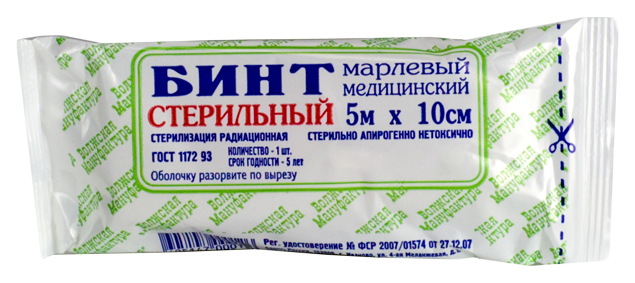 БИНТ марлевый медицинский
СТЕРИЛЬНЫЙ 5м х 10см
СТЕРИЛИЗАЦИЯ РАДИАЦИОННАЯ СТЕРИЛЬНО АПИРОГЕННО НЕТОКСИЧНО
ГОСТ 1172 93 КОЛИЧЕСТВО - 1 шт.
СРОК ГОДНОСТИ - 5 лет
Оболочку разорвите по вырезу
Волжская Мануфактура
Рег. удостоверение № ФСР 2007/01574 от 27.12.07